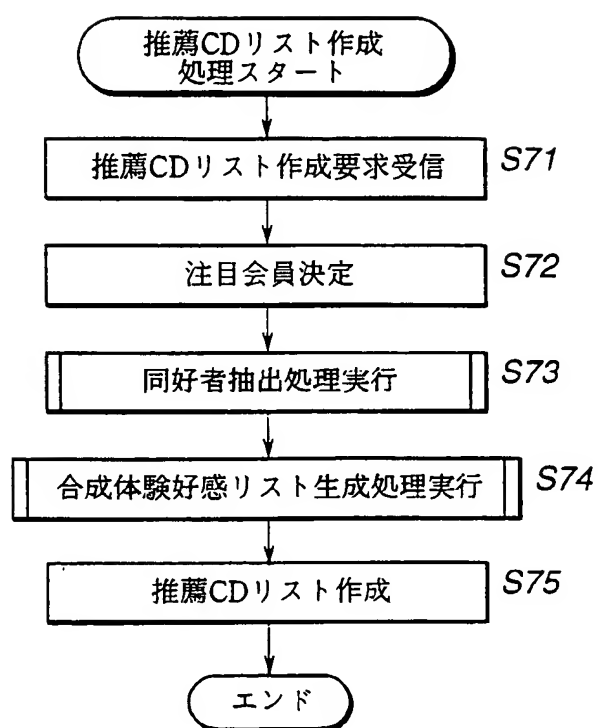 推薦CDリスト作成
処理スタート
推薦CDリスト作成要求受信 S71
注目会員決定 S72
同好者抽出処理実行 S73
合成体験好感リスト生成処理実行 S74
推薦CDリスト作成 S75
エンド